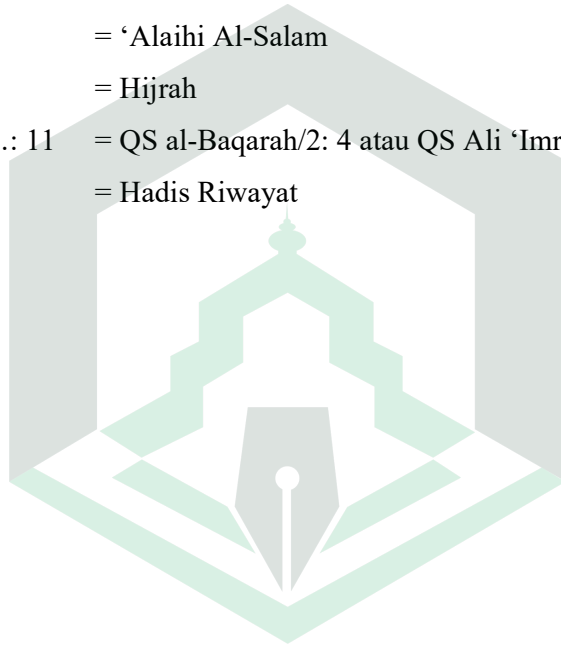 = ‘Alaihi Al-Salam
= Hijrah
.: 11 = QS al-Baqarah/2: 4 atau QS Ali ‘Imr
= Hadis Riwayat